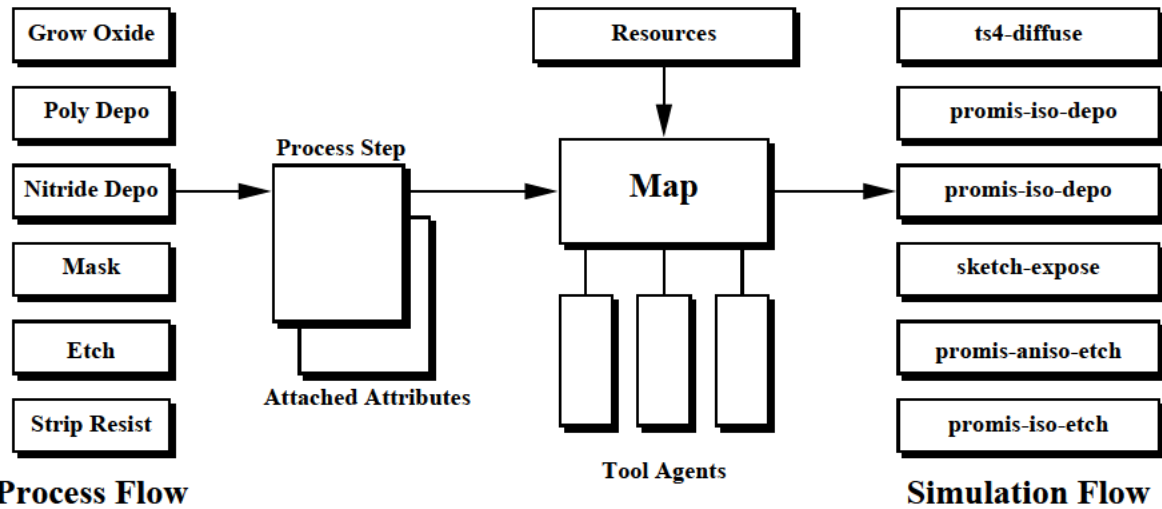 Grow Oxide
Poly Depo
Nitride Depo
Mask
Etch
Strip Resist
Process Flow
Process Step
Attached Attributes
Resources
Map
Tool Agents
ts4-diffuse
promis-iso-depo
promis-iso-depo
sketch-expose
promis-aniso-etch
promis-iso-etch
Simulation Flow